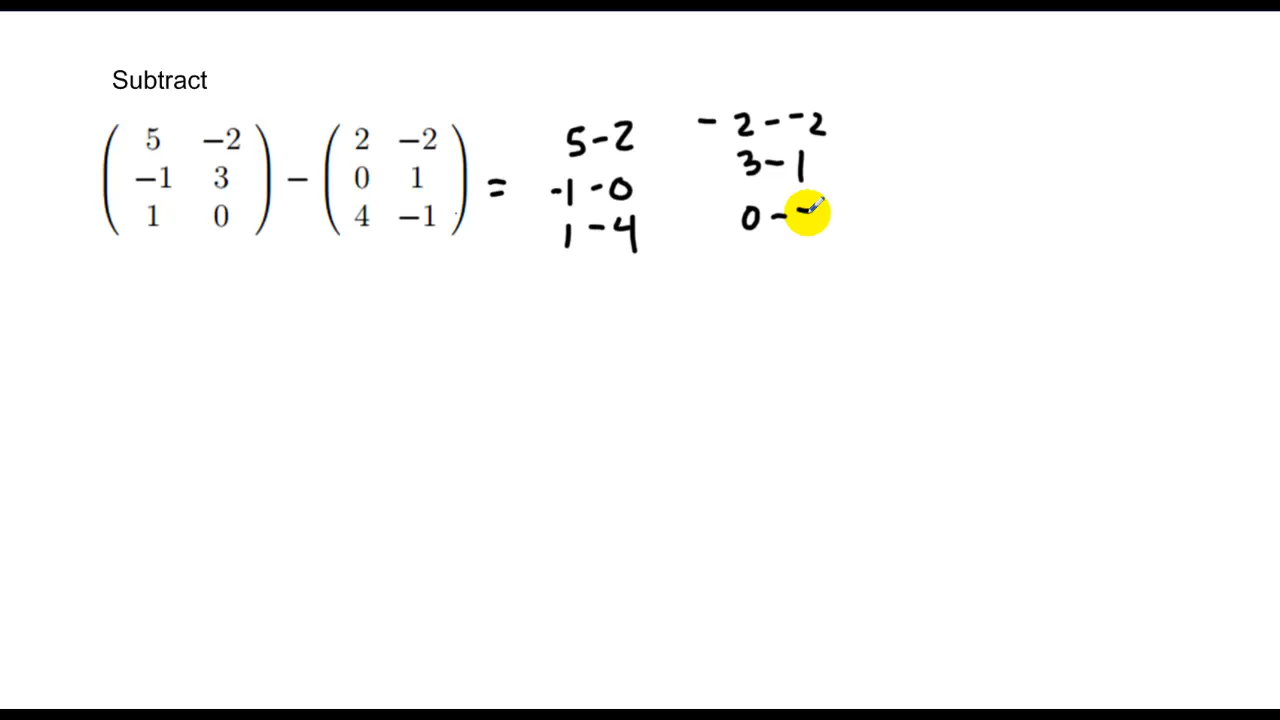 Subtract
( 5 −2 ) − ( 2 −2 ) = 5-2 -2--2
−1 3 0 1 -1-0 3-1
1 0 4 −1 1-4 0--